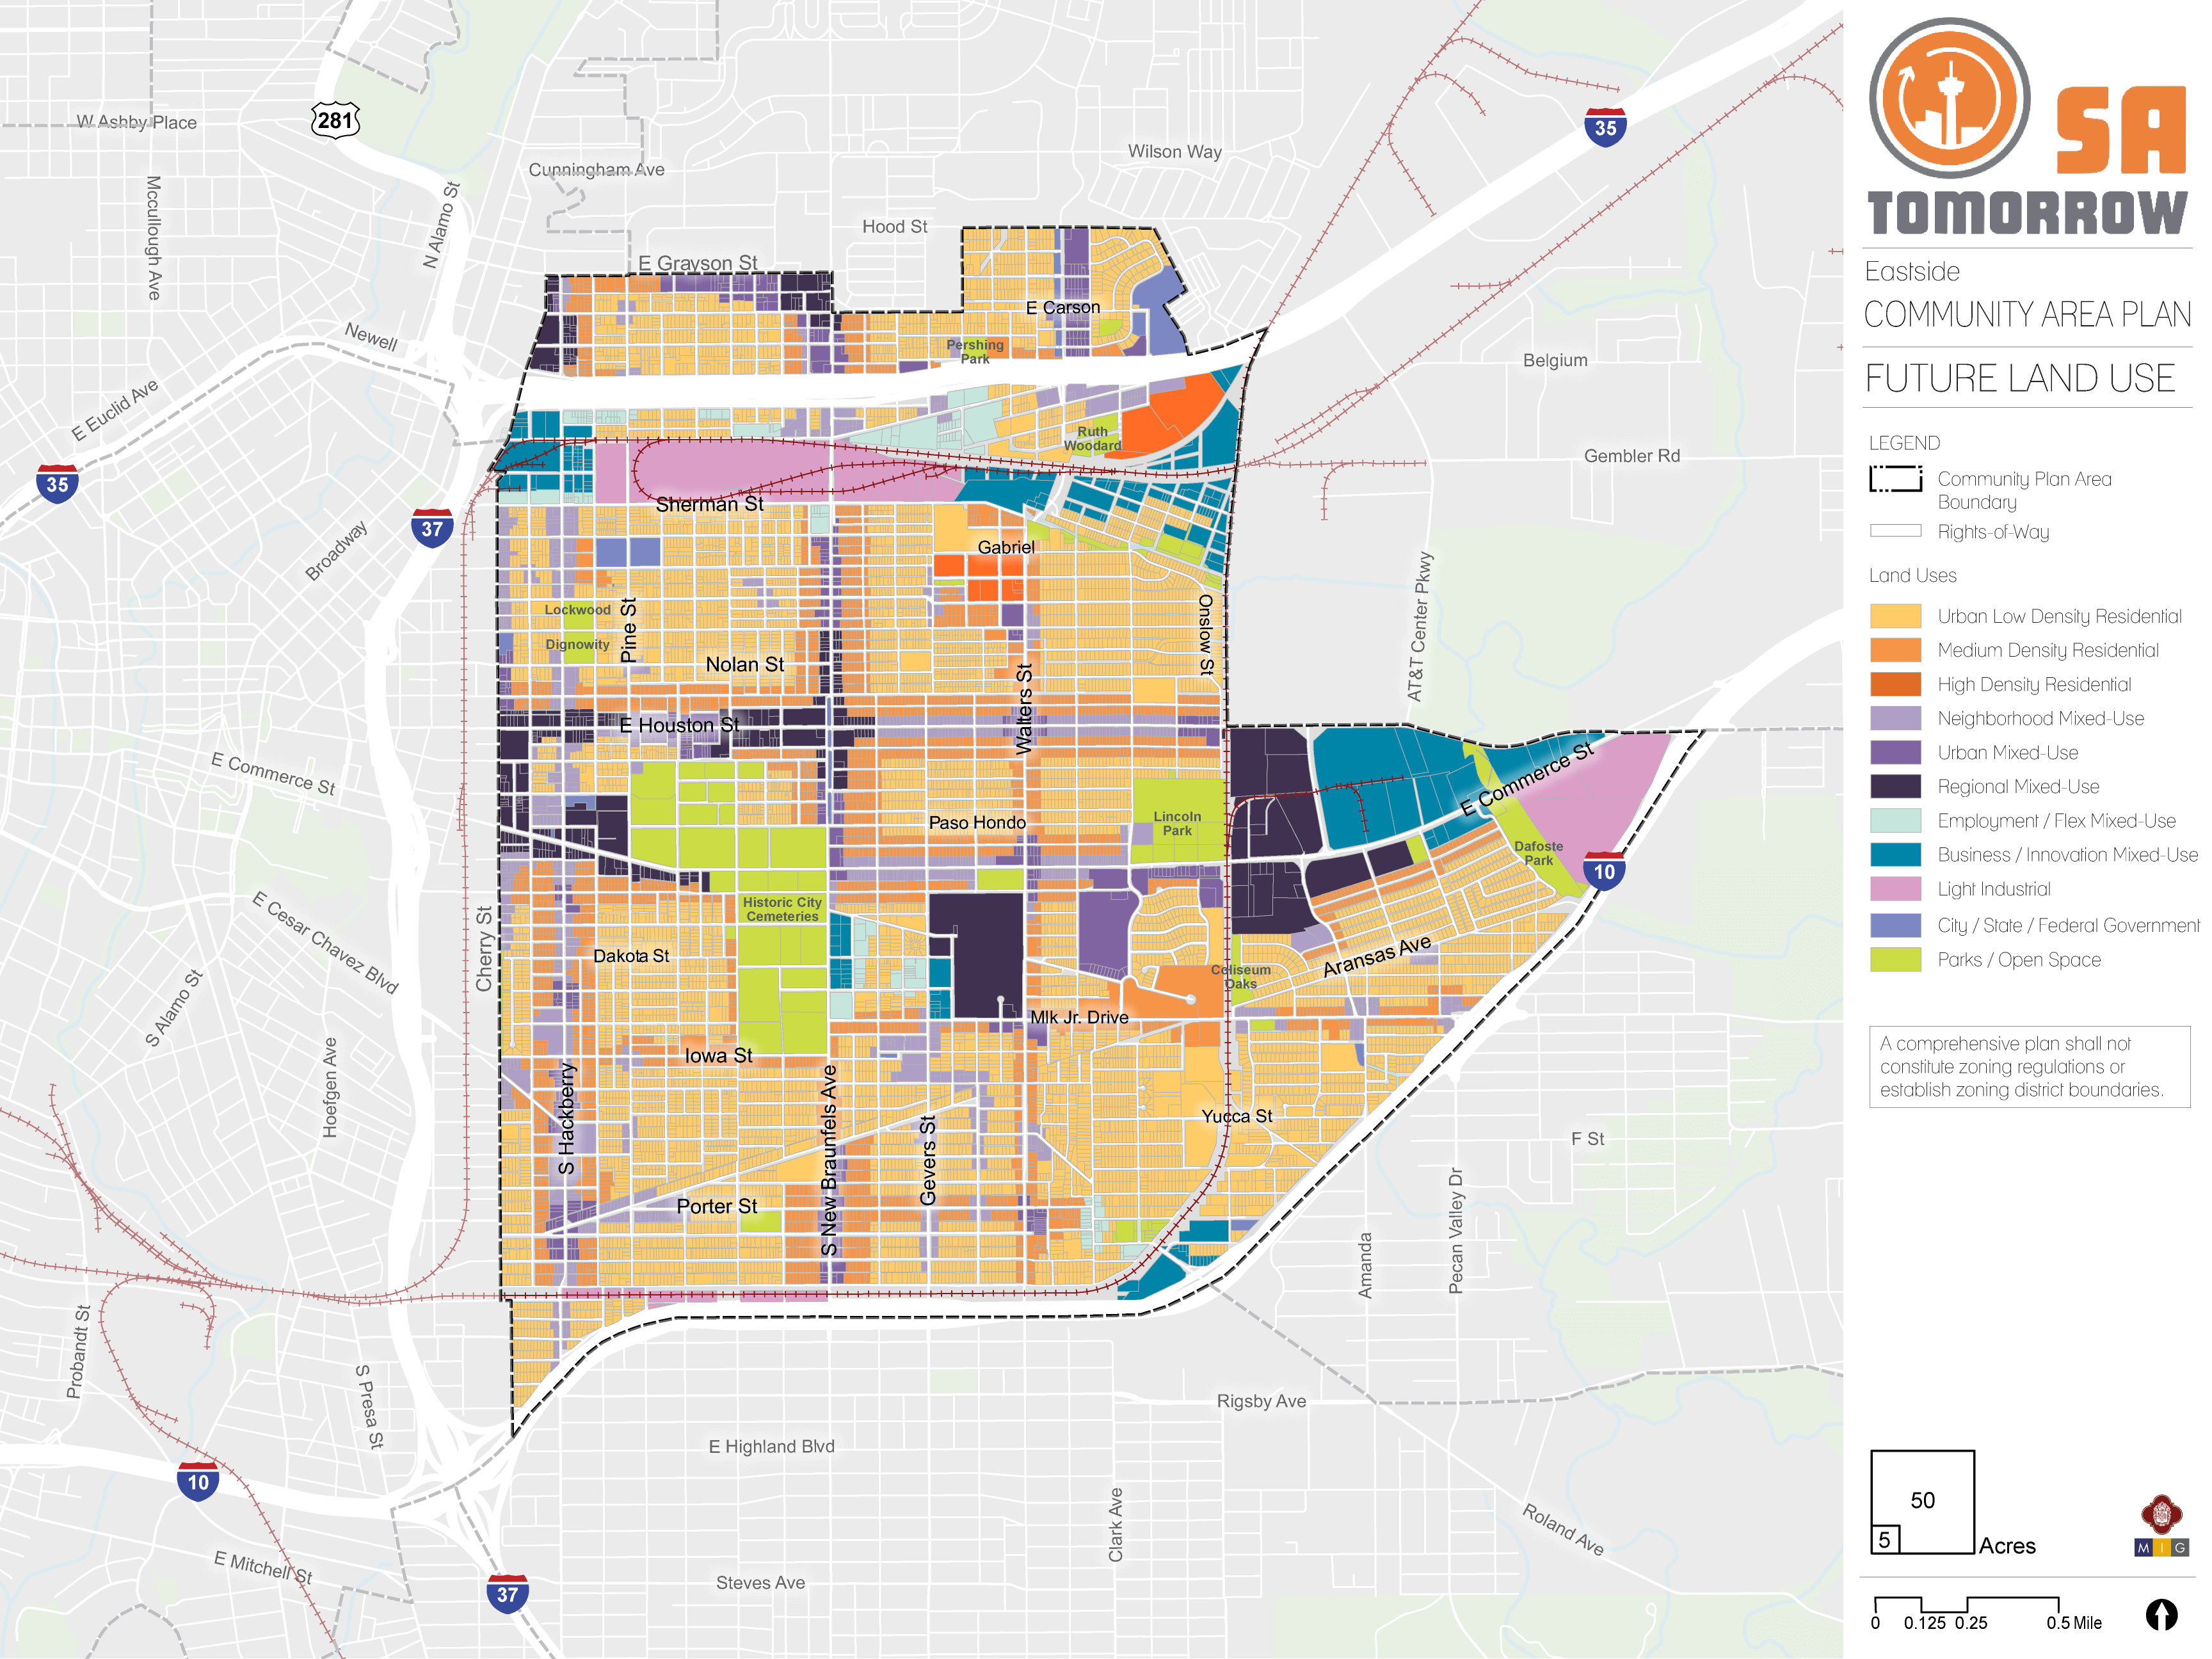 SA
TOMORROW
Eastside
COMMUNITY AREA PLAN
FUTURE LAND USE
LEGEND
Community Plan Area
Boundary
Rights-of-Way
Land Uses
Urban Low Density Residential
Medium Density Residential
High Density Residential
Neighborhood Mixed-Use
Urban Mixed-Use
Regional Mixed-Use
Employment / Flex Mixed-Use
Business / Innovation Mixed-Use
Light Industrial
City / State / Federal Government
Parks / Open Space
A comprehensive plan shall not
constitute zoning regulations or
establish zoning district boundaries.
50
5
Acres
M I G
0 0.125 0.25 0.5 Mile
281
W Ashby Place
Mccullough Ave
N Alamo St
Cunningham Ave
Wilson Way
35
Hood St
E Grayson St
E Carson
Newell
Pershing
Park
Belgium
E Euclid Ave
Ruth
Woodard
Gembler Rd
35
37
Sherman St
Broadway
Gabriel
Lockwood
Pine St
Dignowity
Onslow St
AT&T Center Pkwy
Nolan St
Walters St
E Houston St
E Commerce St
E Commerce St
Paso Hondo
Lincoln
Park
Dafoste
Park
10
E Cesar Chavez Blvd
Cherry St
Historic City
Cemeteries
Dakota St
Aransas Ave
Coliseum
Oaks
S Alamo St
Mlk Jr. Drive
Iowa St
Hoefgen Ave
S Hackberry
S New Braunfels Ave
Gevers St
Yucca St
F St
Porter St
Amanda
Pecan Valley Dr
Probandt St
S Presa St
Rigsby Ave
E Highland Blvd
10
Clark Ave
Roland Ave
E Mitchell St
Steves Ave
37